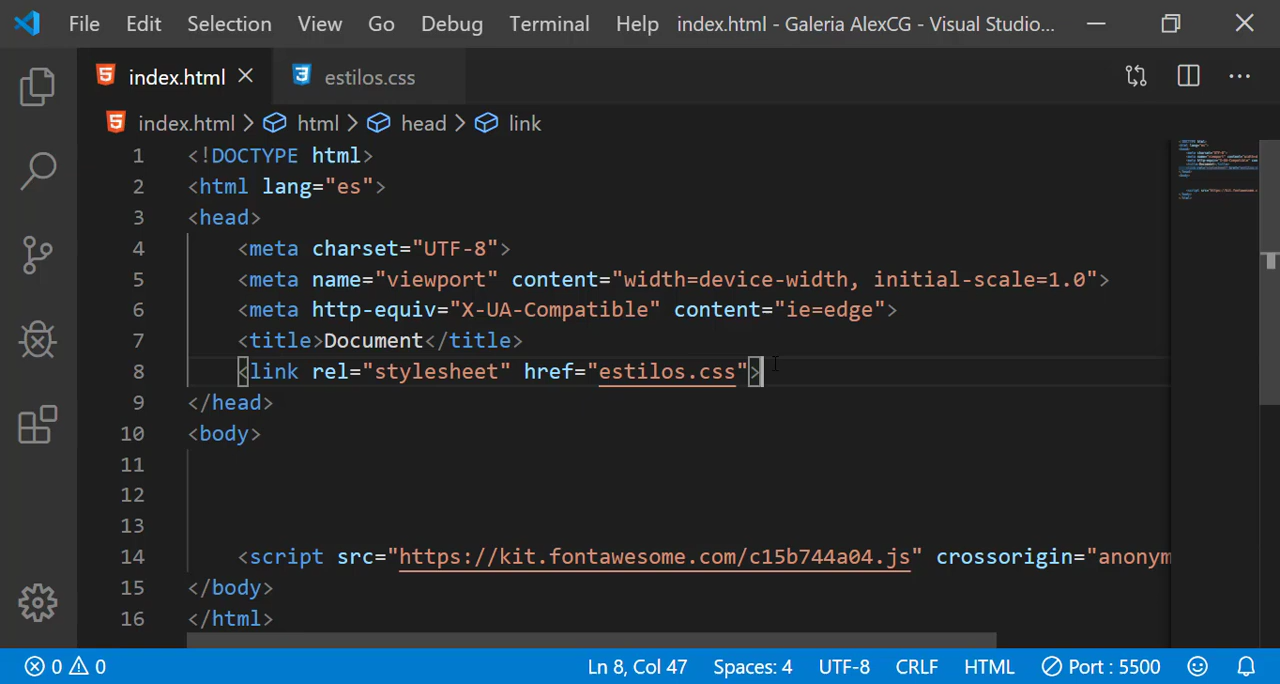 File Edit Selection View Go Debug Terminal Help index.html - Galeria AlexCG - Visual Studio...
index.html estilos.css
index.html > html > head > link
1 <!DOCTYPE html>
2 <html lang="es">
3 <head>
4 <meta charset="UTF-8">
5 <meta name="viewport" content="width=device-width, initial-scale=1.0">
6 <meta http-equiv="X-UA-Compatible" content="ie=edge">
7 <title>Document</title>
8 <link rel="stylesheet" href="estilos.css">
9 </head>
10 <body>
11
12
13
14 <script src="https://kit.fontawesome.com/c15b744a04.js" crossorigin="anonym
15 </body>
16 </html>
0 0 Ln 8, Col 47 Spaces: 4 UTF-8 CRLF HTML Port : 5500